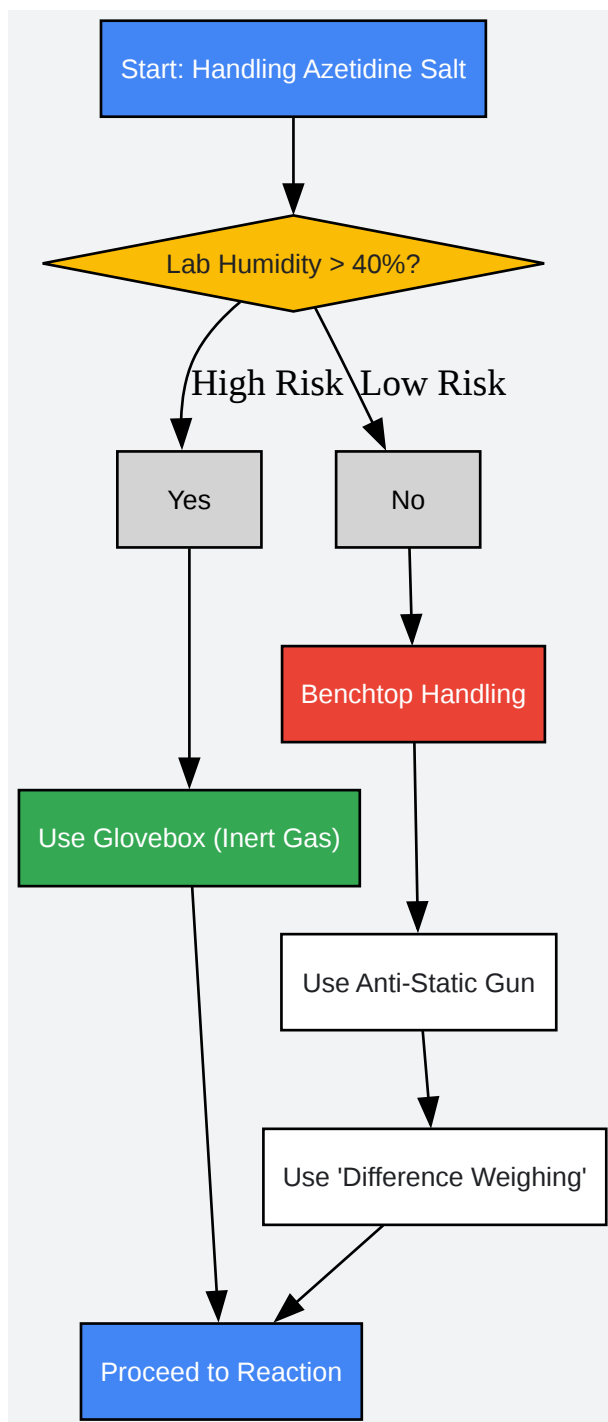 Start: Handling Azetidine Salt
Lab Humidity > 40%?
High Risk
Low Risk
Yes
No
Benchtop Handling
Use Glovebox (Inert Gas)
Use Anti-Static Gun
Use 'Difference Weighing'
Proceed to Reaction